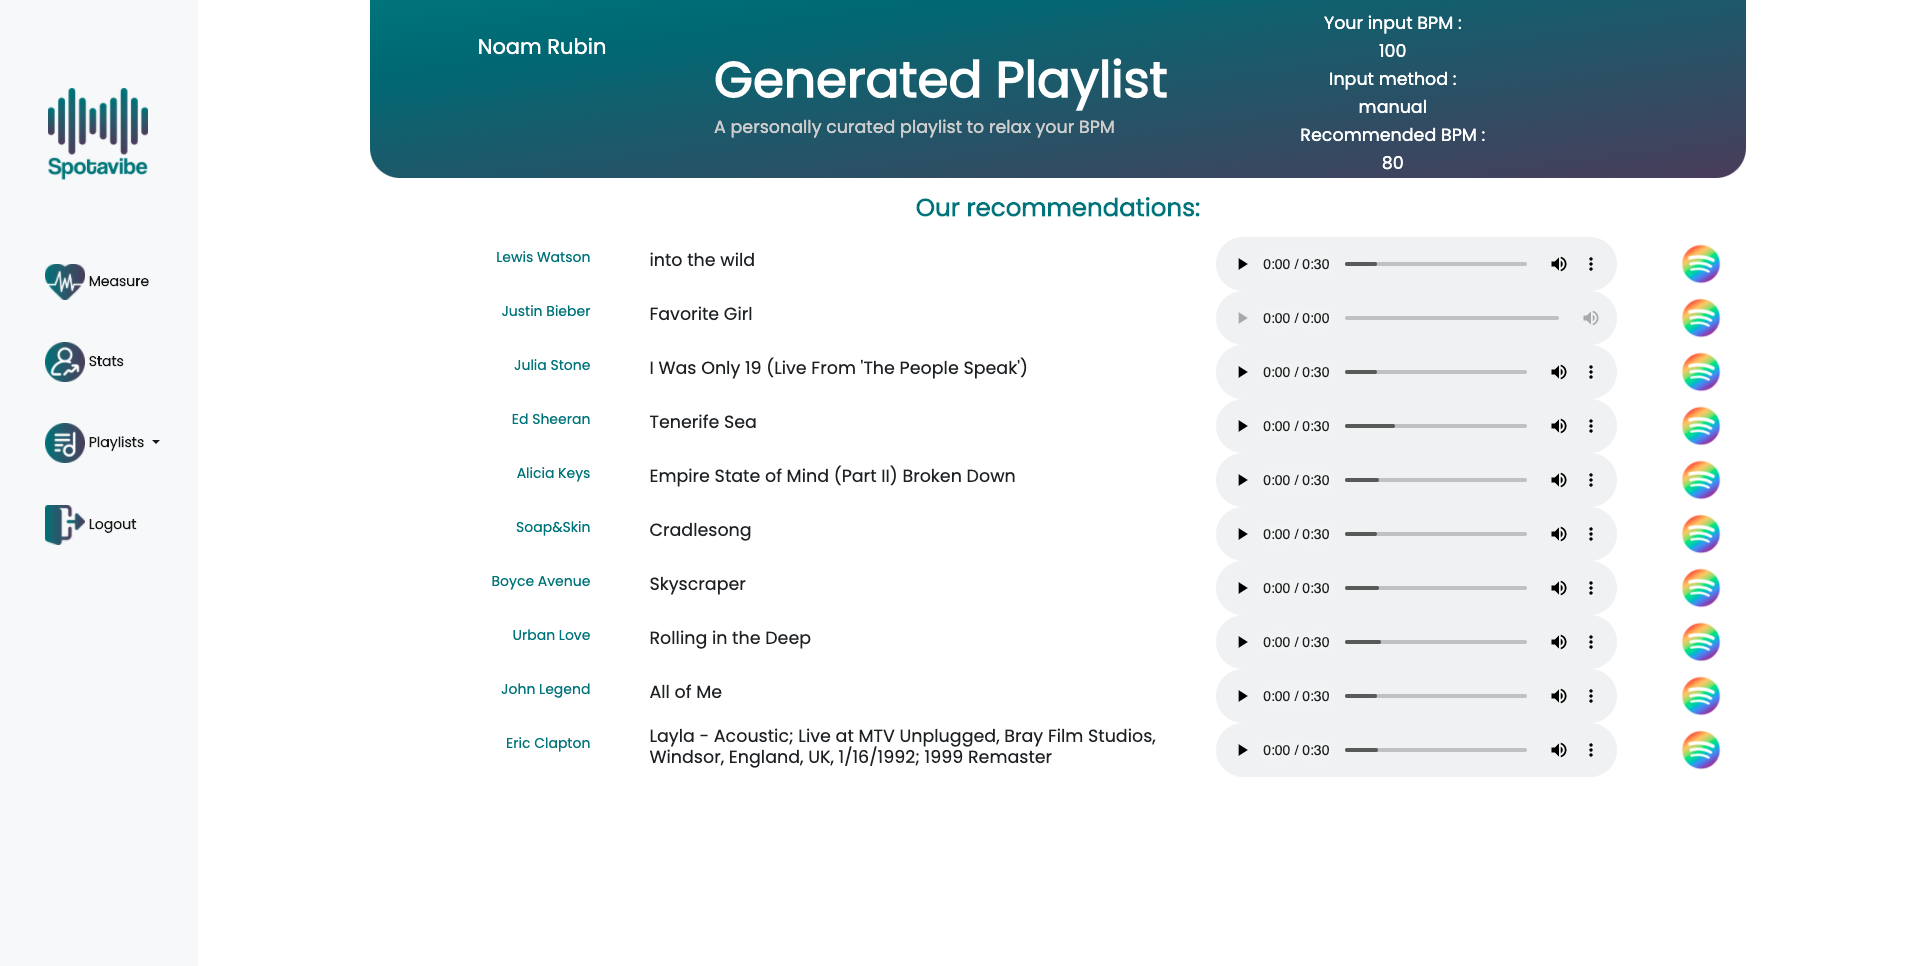 Spotavibe
Measure
Stats
Playlists
Logout
Noam Rubin
Generated Playlist
A personally curated playlist to relax your BPM
Your input BPM :
100
Input method :
manual
Recommended BPM :
80
Our recommendations:
Lewis Watson into the wild 0:00 / 0:30
Justin Bieber Favorite Girl 0:00 / 0:00
Julia Stone I Was Only 19 (Live From 'The People Speak') 0:00 / 0:30
Ed Sheeran Tenerife Sea 0:00 / 0:30
Alicia Keys Empire State of Mind (Part II) Broken Down 0:00 / 0:30
Soap&Skin Cradlesong 0:00 / 0:30
Boyce Avenue Skyscraper 0:00 / 0:30
Urban Love Rolling in the Deep 0:00 / 0:30
John Legend All of Me 0:00 / 0:30
Eric Clapton Layla - Acoustic; Live at MTV Unplugged, Bray Film Studios,
Windsor, England, UK, 1/16/1992; 1999 Remaster 0:00 / 0:30